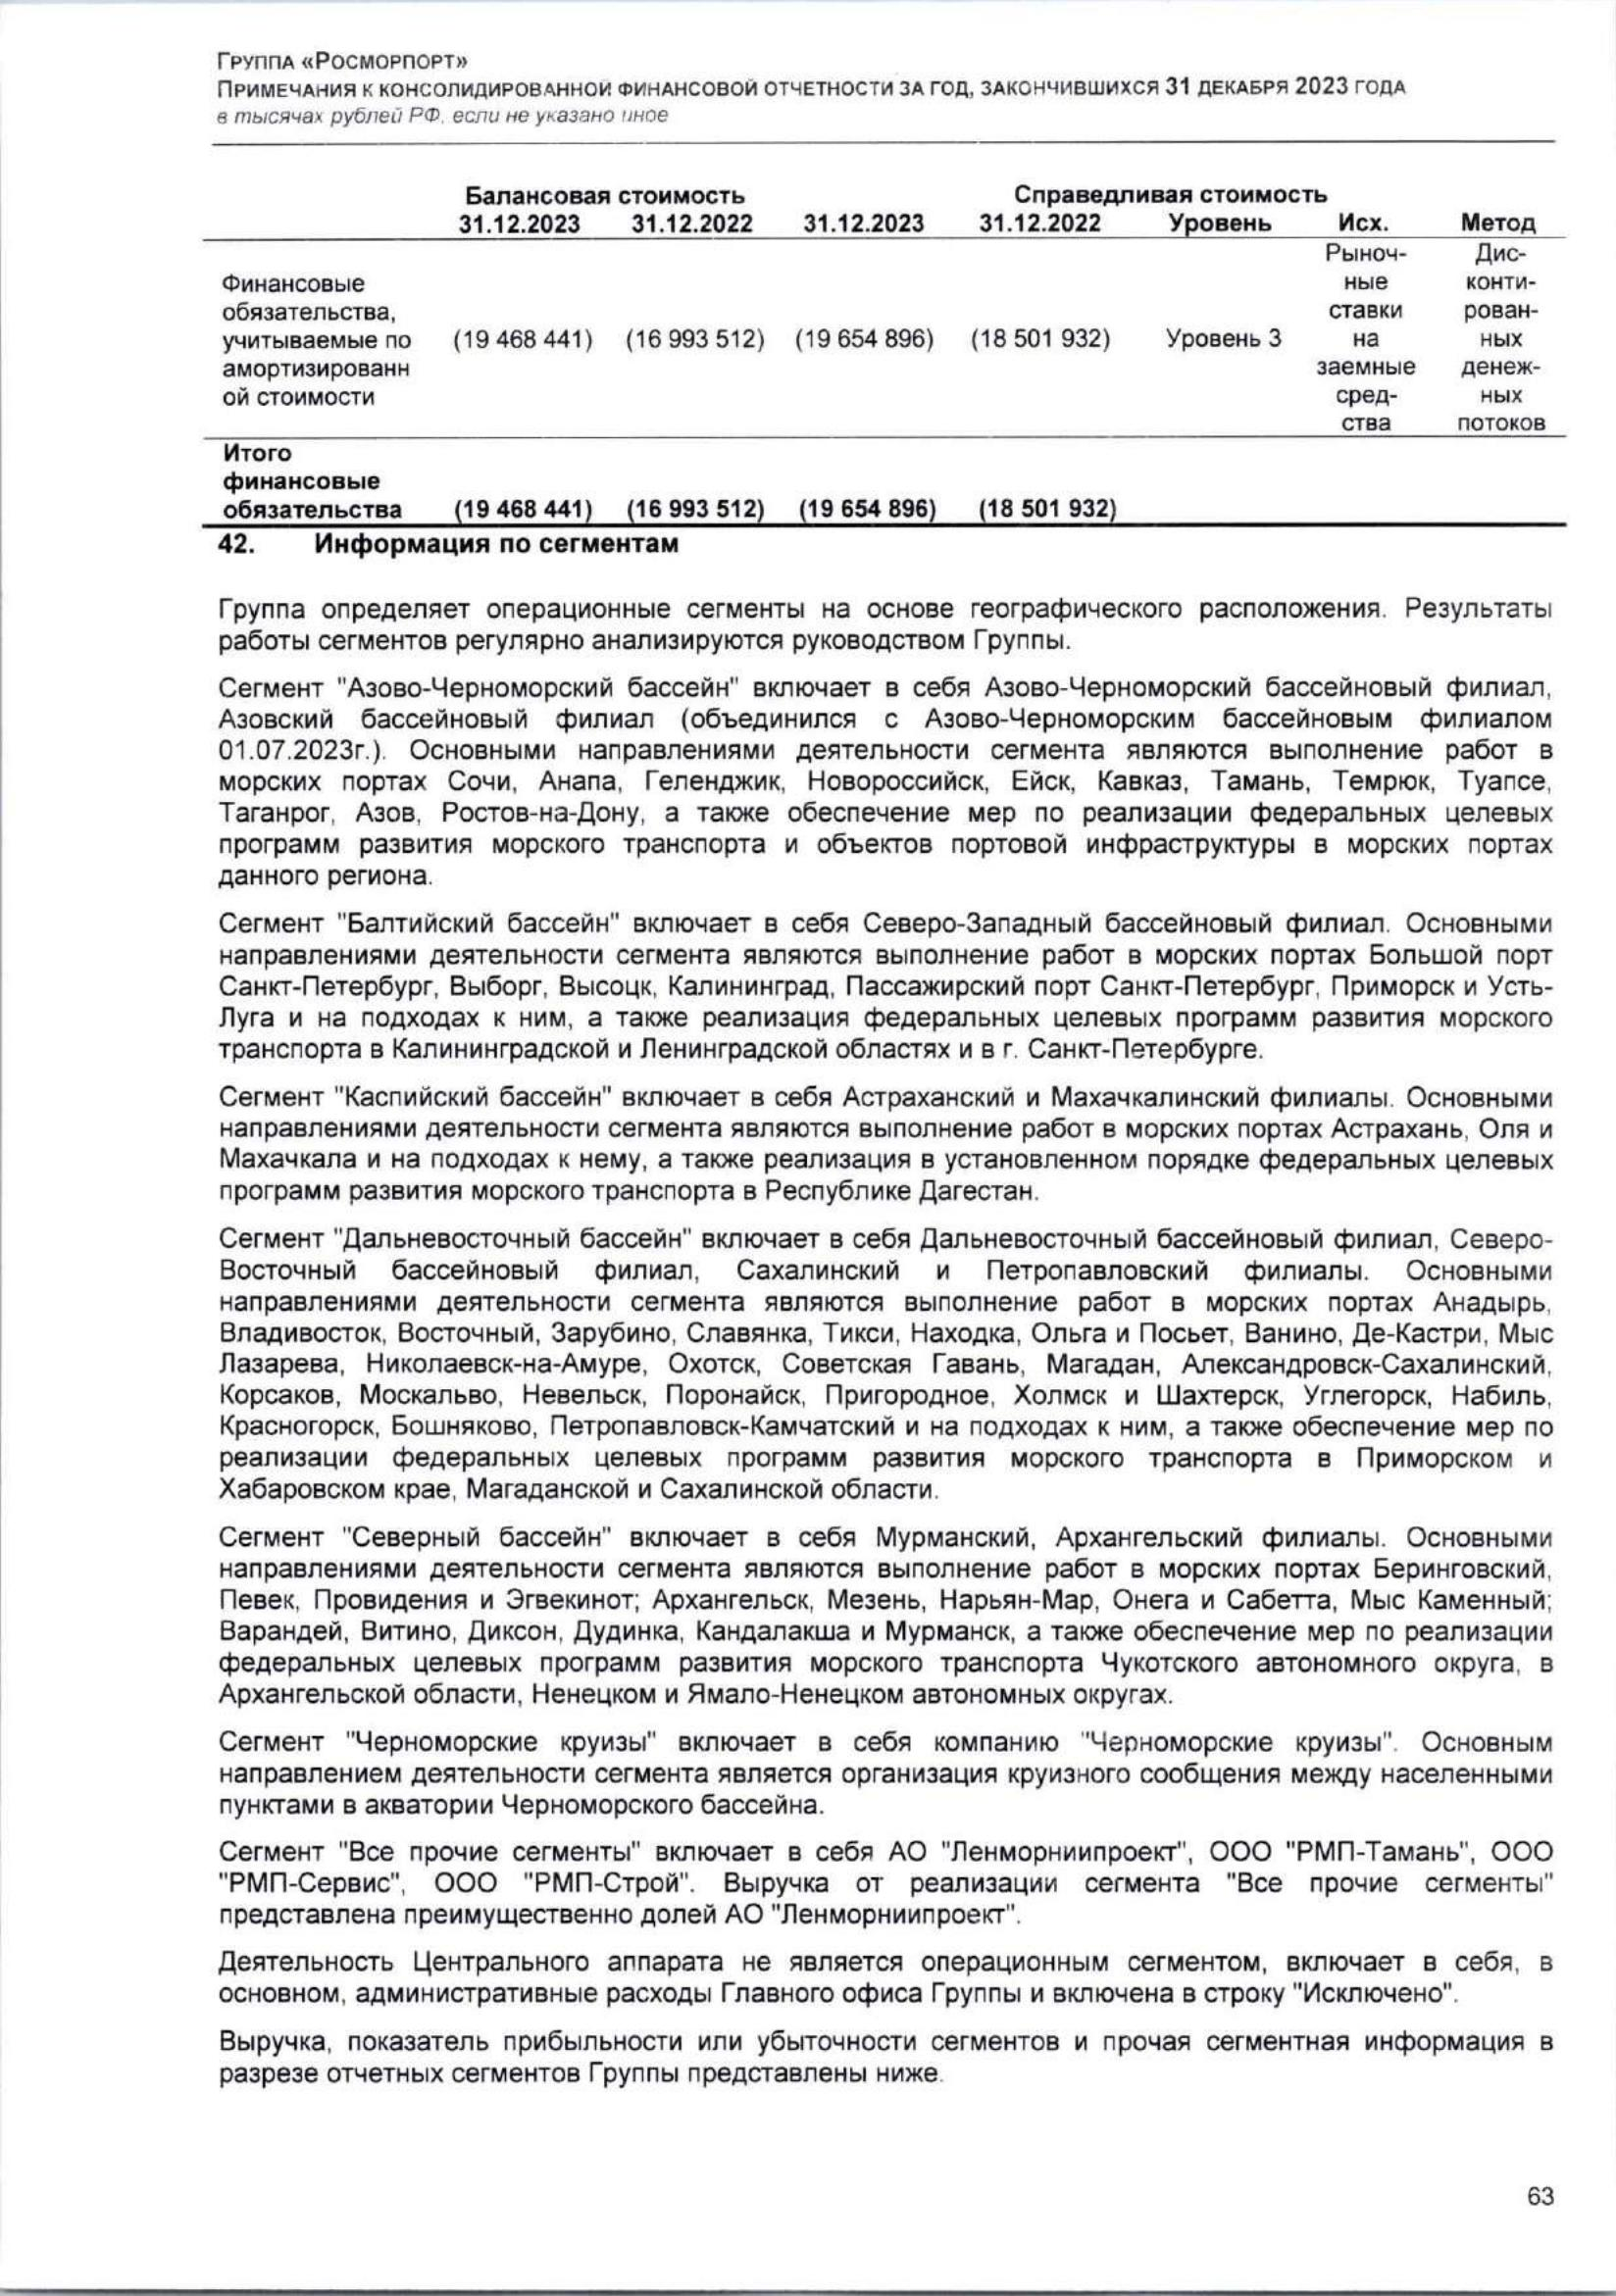 ГРУППА «РОСМОРПОРТ»
ПРИМЕЧАНИЯ К КОНСОЛИДИРОВАННОЙ ФИНАНСОВОЙ ОТЧЕТНОСТИ ЗА ГОД, ЗАКОНЧИВШИХСЯ 31 ДЕКАБРЯ 2023 ГОДА
в тысячах рублей РФ, если не указано иное
Балансовая стоимость Справедливая стоимость
31.12.2023 31.12.2022 31.12.2023 31.12.2022 Уровень Исх. Метод
Рыноч- Дис-
Финансовые ные конти-
обязательства, ставки рован-
учитываемые по (19 468 441) (16 993 512) (19 654 896) (18 501 932) Уровень 3 на ных
амортизированн заемные денеж-
ой стоимости сред- ных
ства потоков
Итого
финансовые
обязательства (19 468 441) (16 993 512) (19 654 896) (18 501 932)
42. Информация по сегментам
Группа определяет операционные сегменты на основе географического расположения. Результаты
работы сегментов регулярно анализируются руководством Группы.
Сегмент "Азово-Черноморский бассейн" включает в себя Азово-Черноморский бассейновый филиал,
Азовский бассейновый филиал (объединился с Азово-Черноморским бассейновым филиалом
01.07.2023г.). Основными направлениями деятельности сегмента являются выполнение работ в
морских портах Сочи, Анапа, Геленджик, Новороссийск, Ейск, Кавказ, Тамань, Темрюк, Туапсе,
Таганрог, Азов, Ростов-на-Дону, а также обеспечение мер по реализации федеральных целевых
программ развития морского транспорта и объектов портовой инфраструктуры в морских портах
данного региона.
Сегмент "Балтийский бассейн" включает в себя Северо-Западный бассейновый филиал. Основными
направлениями деятельности сегмента являются выполнение работ в морских портах Большой порт
Санкт-Петербург, Выборг, Высоцк, Калининград, Пассажирский порт Санкт-Петербург, Приморск и Усть-
Луга и на подходах к ним, а также реализация федеральных целевых программ развития морского
транспорта в Калининградской и Ленинградской областях и в г. Санкт-Петербурге.
Сегмент "Каспийский бассейн" включает в себя Астраханский и Махачкалинский филиалы. Основными
направлениями деятельности сегмента являются выполнение работ в морских портах Астрахань, Оля и
Махачкала и на подходах к нему, а также реализация в установленном порядке федеральных целевых
программ развития морского транспорта в Республике Дагестан.
Сегмент "Дальневосточный бассейн" включает в себя Дальневосточный бассейновый филиал, Северо-
Восточный бассейновый филиал, Сахалинский и Петропавловский филиалы. Основными
направлениями деятельности сегмента являются выполнение работ в морских портах Анадырь,
Владивосток, Восточный, Зарубино, Славянка, Тикси, Находка, Ольга и Посьет, Ванино, Де-Кастри, Мыс
Лазарева, Николаевск-на-Амуре, Охотск, Советская Гавань, Магадан, Александровск-Сахалинский,
Корсаков, Москальво, Невельск, Поронайск, Пригородное, Холмск и Шахтерск, Углегорск, Набиль,
Красногорск, Бошняково, Петропавловск-Камчатский и на подходах к ним, а также обеспечение мер по
реализации федеральных целевых программ развития морского транспорта в Приморском и
Хабаровском крае, Магаданской и Сахалинской области.
Сегмент "Северный бассейн" включает в себя Мурманский, Архангельский филиалы. Основными
направлениями деятельности сегмента являются выполнение работ в морских портах Беринговский,
Певек, Провидения и Эгвекинот; Архангельск, Мезень, Нарьян-Мар, Онега и Сабетта, Мыс Каменный;
Варандей, Витино, Диксон, Дудинка, Кандалакша и Мурманск, а также обеспечение мер по реализации
федеральных целевых программ развития морского транспорта Чукотского автономного округа, в
Архангельской области, Ненецком и Ямало-Ненецком автономных округах.
Сегмент "Черноморские круизы" включает в себя компанию "Черноморские круизы". Основным
направлением деятельности сегмента является организация круизного сообщения между населенными
пунктами в акватории Черноморского бассейна.
Сегмент "Все прочие сегменты" включает в себя АО "Ленморниипроект", ООО "РМП-Тамань", ООО
"РМП-Сервис", ООО "РМП-Строй". Выручка от реализации сегмента "Все прочие сегменты"
представлена преимущественно долей АО "Ленморниипроект".
Деятельность Центрального аппарата не является операционным сегментом, включает в себя, в
основном, административные расходы Главного офиса Группы и включена в строку "Исключено".
Выручка, показатель прибыльности или убыточности сегментов и прочая сегментная информация в
разрезе отчетных сегментов Группы представлены ниже.
63